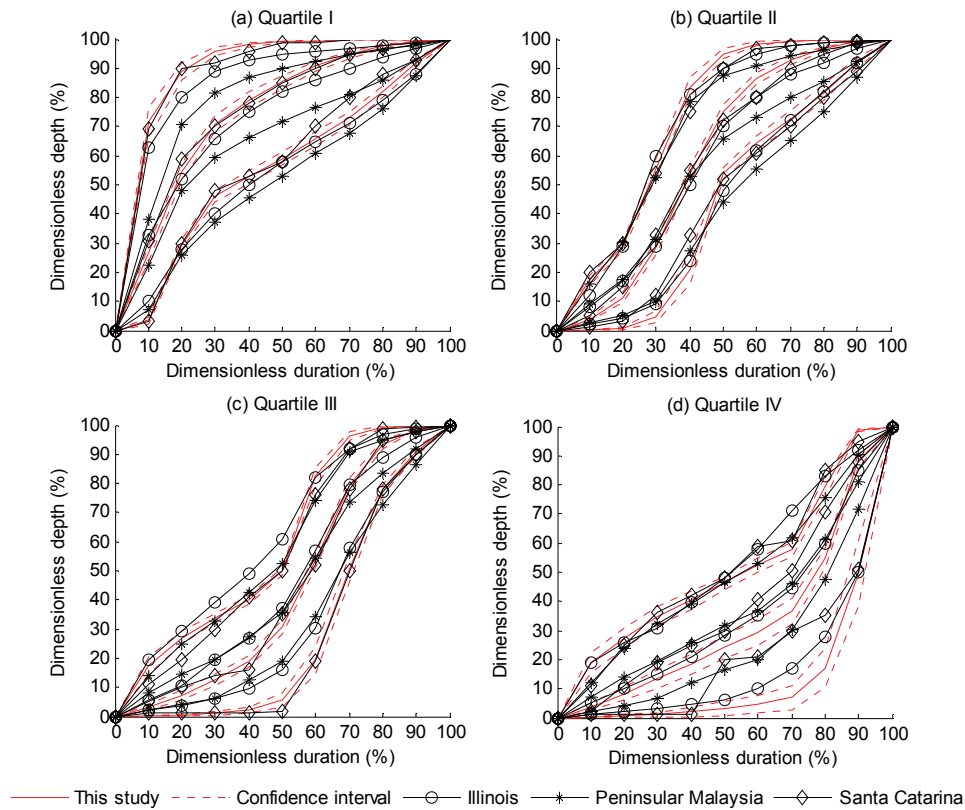 (a) Quartile I
Dimensionless depth (%)
100
90
80
70
60
50
40
30
20
10
0
0 10 20 30 40 50 60 70 80 90 100
Dimensionless duration (%)
(b) Quartile II
Dimensionless depth (%)
100
90
80
70
60
50
40
30
20
10
0
0 10 20 30 40 50 60 70 80 90 100
Dimensionless duration (%)
(c) Quartile III
Dimensionless depth (%)
100
90
80
70
60
50
40
30
20
10
0
0 10 20 30 40 50 60 70 80 90 100
Dimensionless duration (%)
(d) Quartile IV
Dimensionless depth (%)
100
90
80
70
60
50
40
30
20
10
0
0 10 20 30 40 50 60 70 80 90 100
Dimensionless duration (%)
This study Confidence interval Illinois Peninsular Malaysia Santa Catarina